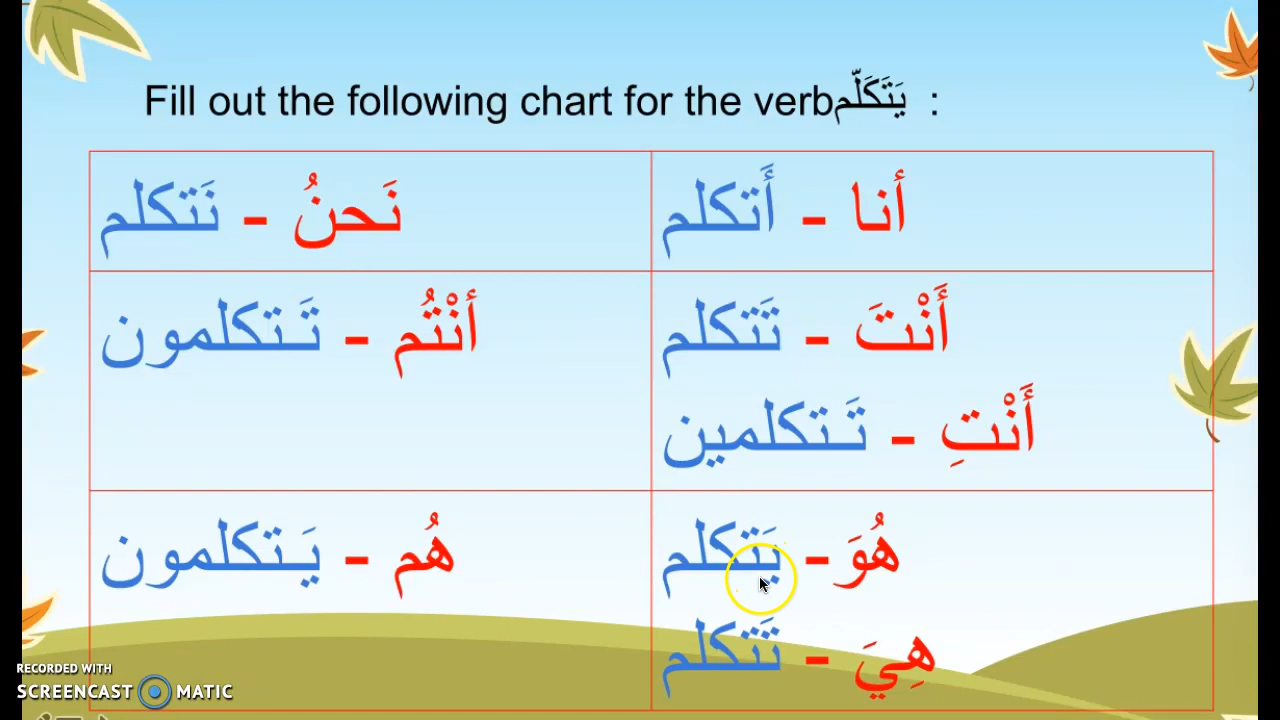 Fill out the following chart for the verb يَتَكَلَّم :
أنا - أَتكلم
نَحنُ - نَتكلم
أَنْتَ - تَتكلم
أَنْتِ - تَـتكلمين
أنْتُم - تَـتكلمون
هُوَ - يَتكلم
هِيَ - تَتكلم
هُم - يَـتكلمون
RECORDED WITH
SCREENCAST MATIC